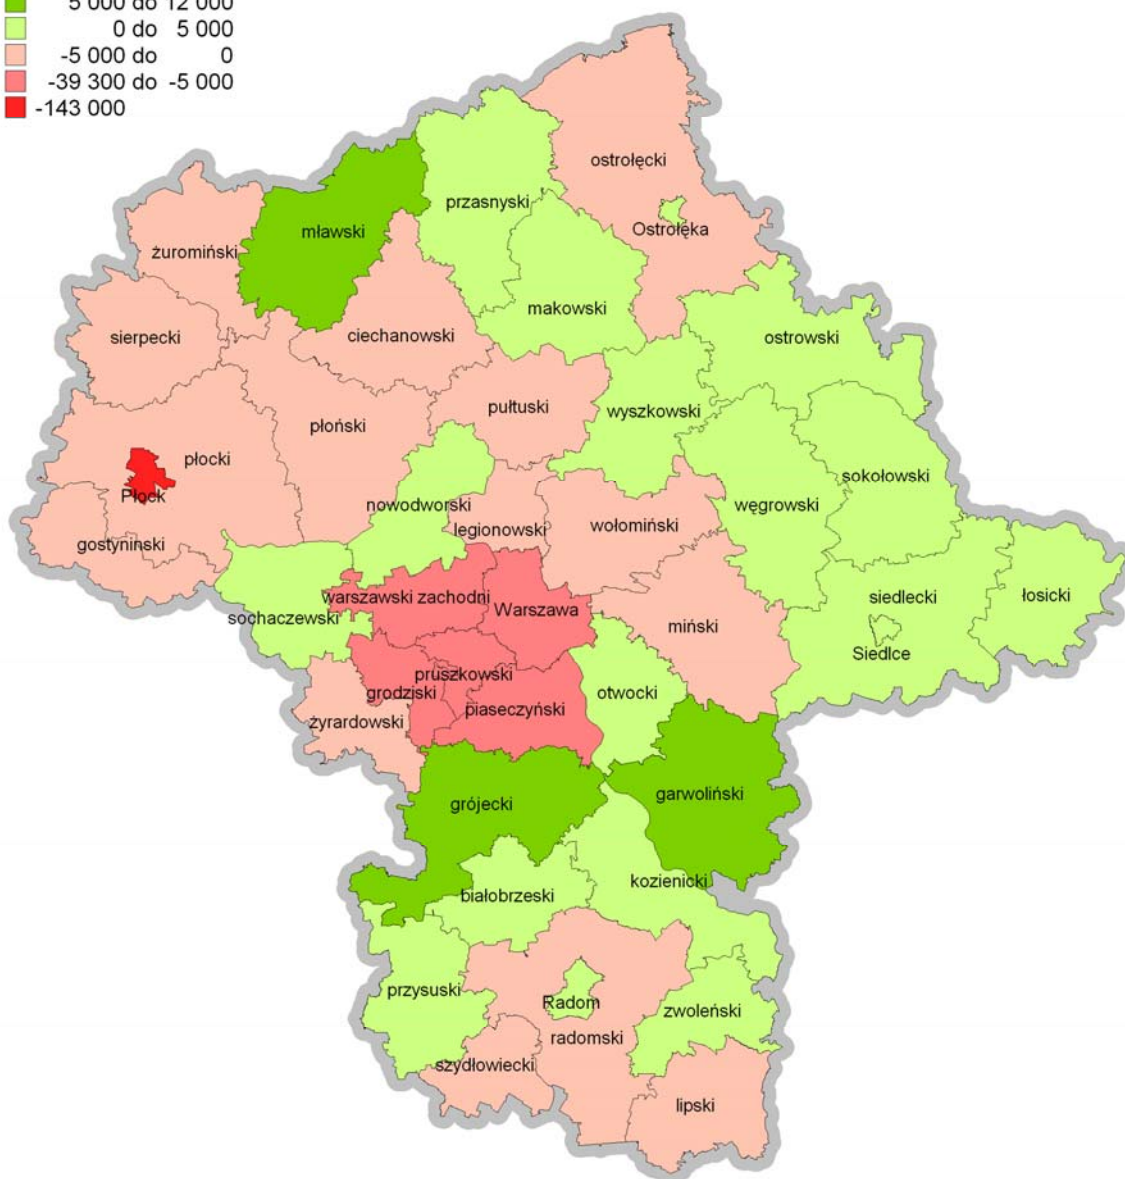 5 000 do 12 000
0 do 5 000
-5 000 do 0
-39 300 do -5 000
-143 000
ostrołęcki
przasnyski
Ostrołęka
mławski
żuromiński
makowski
sierpecki
ciechanowski
ostrowski
pułtuski
wyszkowski
płoński
płocki
sokołowski
Płock
nowodworski
węgrowski
legionowski
wołomiński
gostyninski
warszawski zachodni
Warszawa
siedlecki
łosicki
sochaczewski
miński
Siedlce
pruszkowski
grodziski
otwocki
piaseczyński
żyrardowski
garwoliński
grójecki
kozienicki
białobrzeski
przysuski
Radom
zwoleński
radomski
szydłowiecki
lipski